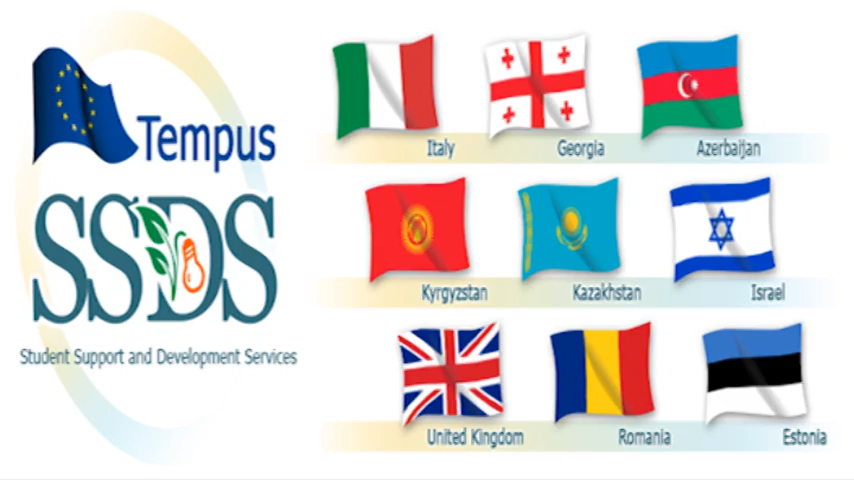 Tempus
SSDS
Student Support and Development Services
Italy
Georgia
Azerbaijan
Kyrgyzstan
Kazakhstan
Israel
United Kingdom
Romania
Estonia